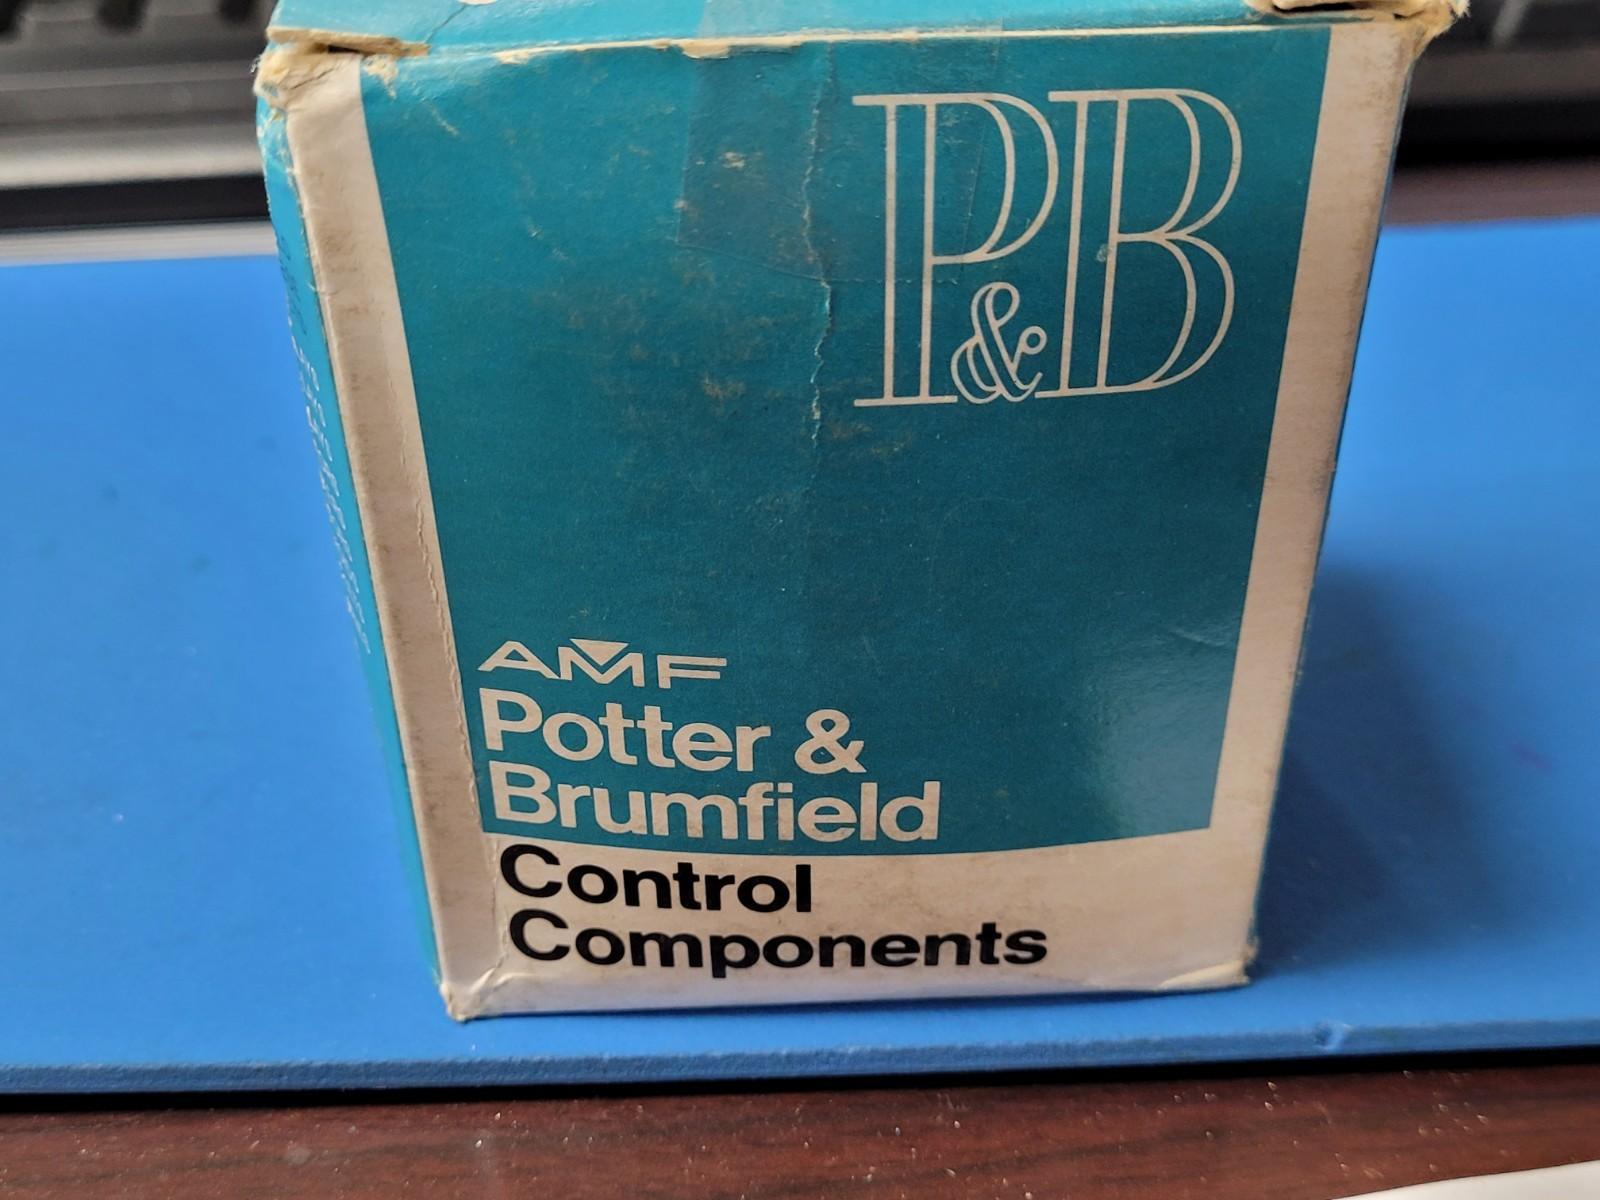 P&B
AMF
Potter &
Brumfield
Control
Components